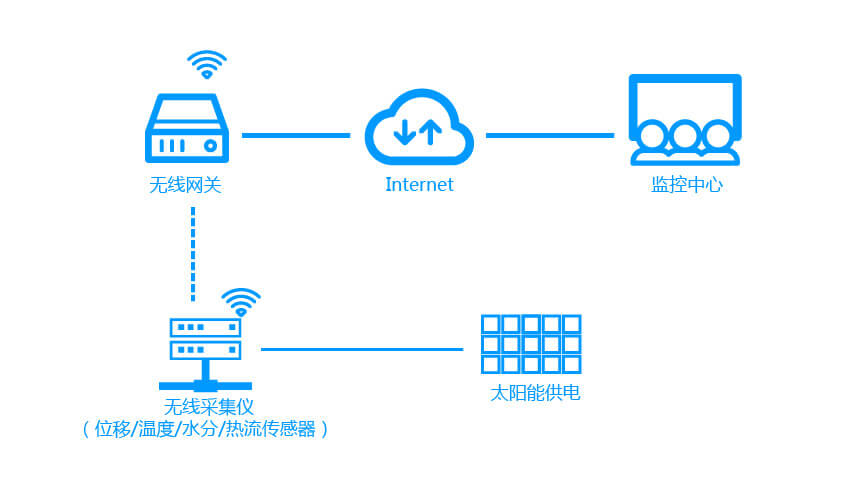 无线网关
Internet
监控中心
无线采集仪
（位移/温度/水分/热流传感器）
太阳能供电